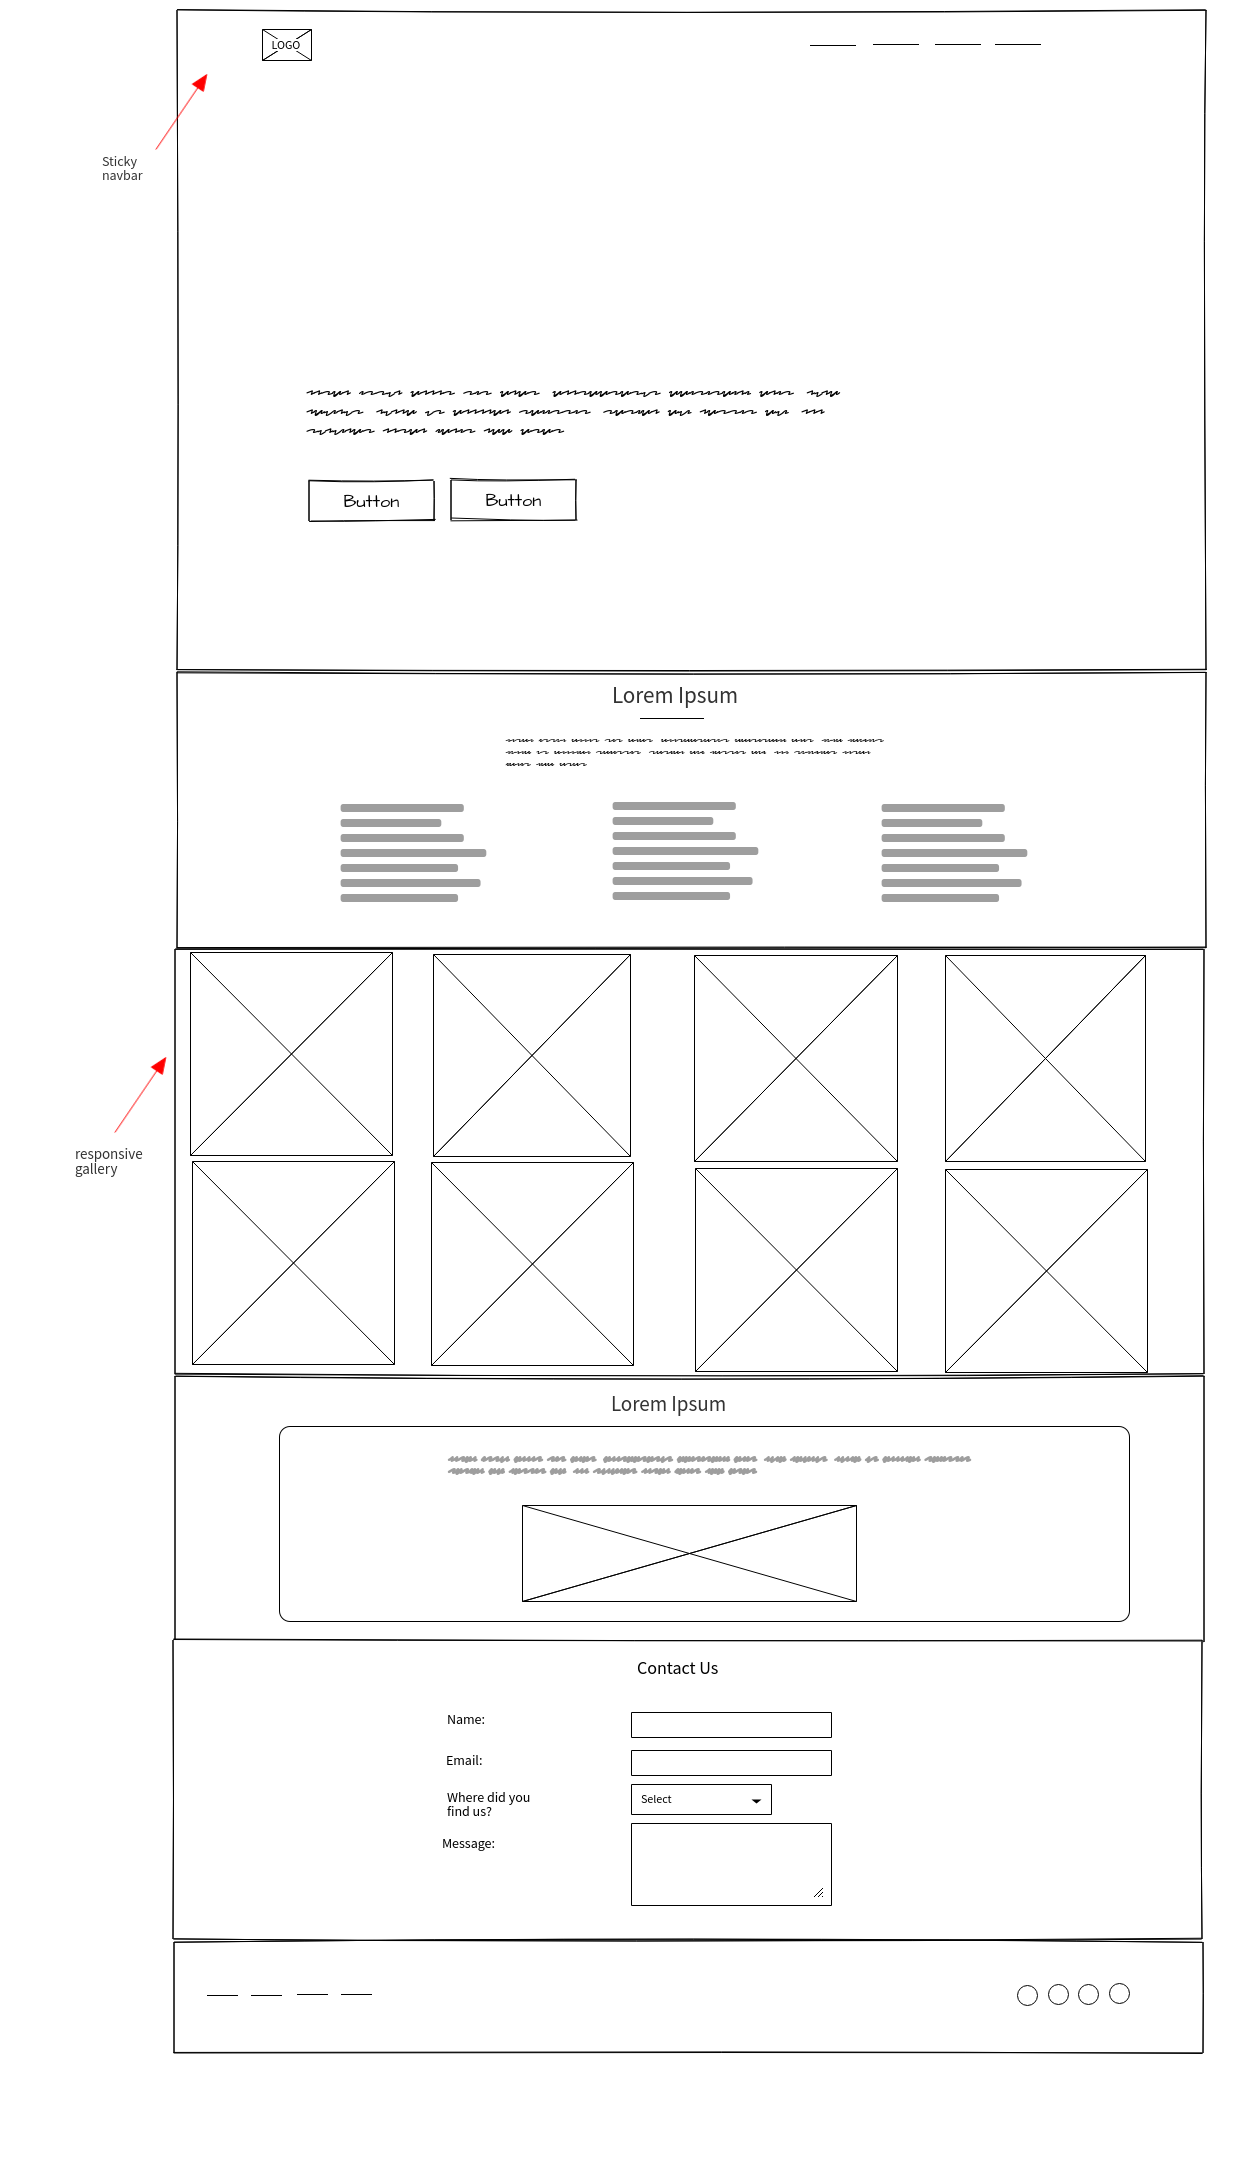 LOGO
Sticky
navbar
Button
Button
Lorem Ipsum
responsive
gallery
Lorem Ipsum
Contact Us
Name:
Email:
Where did you
find us?
Select
Message: